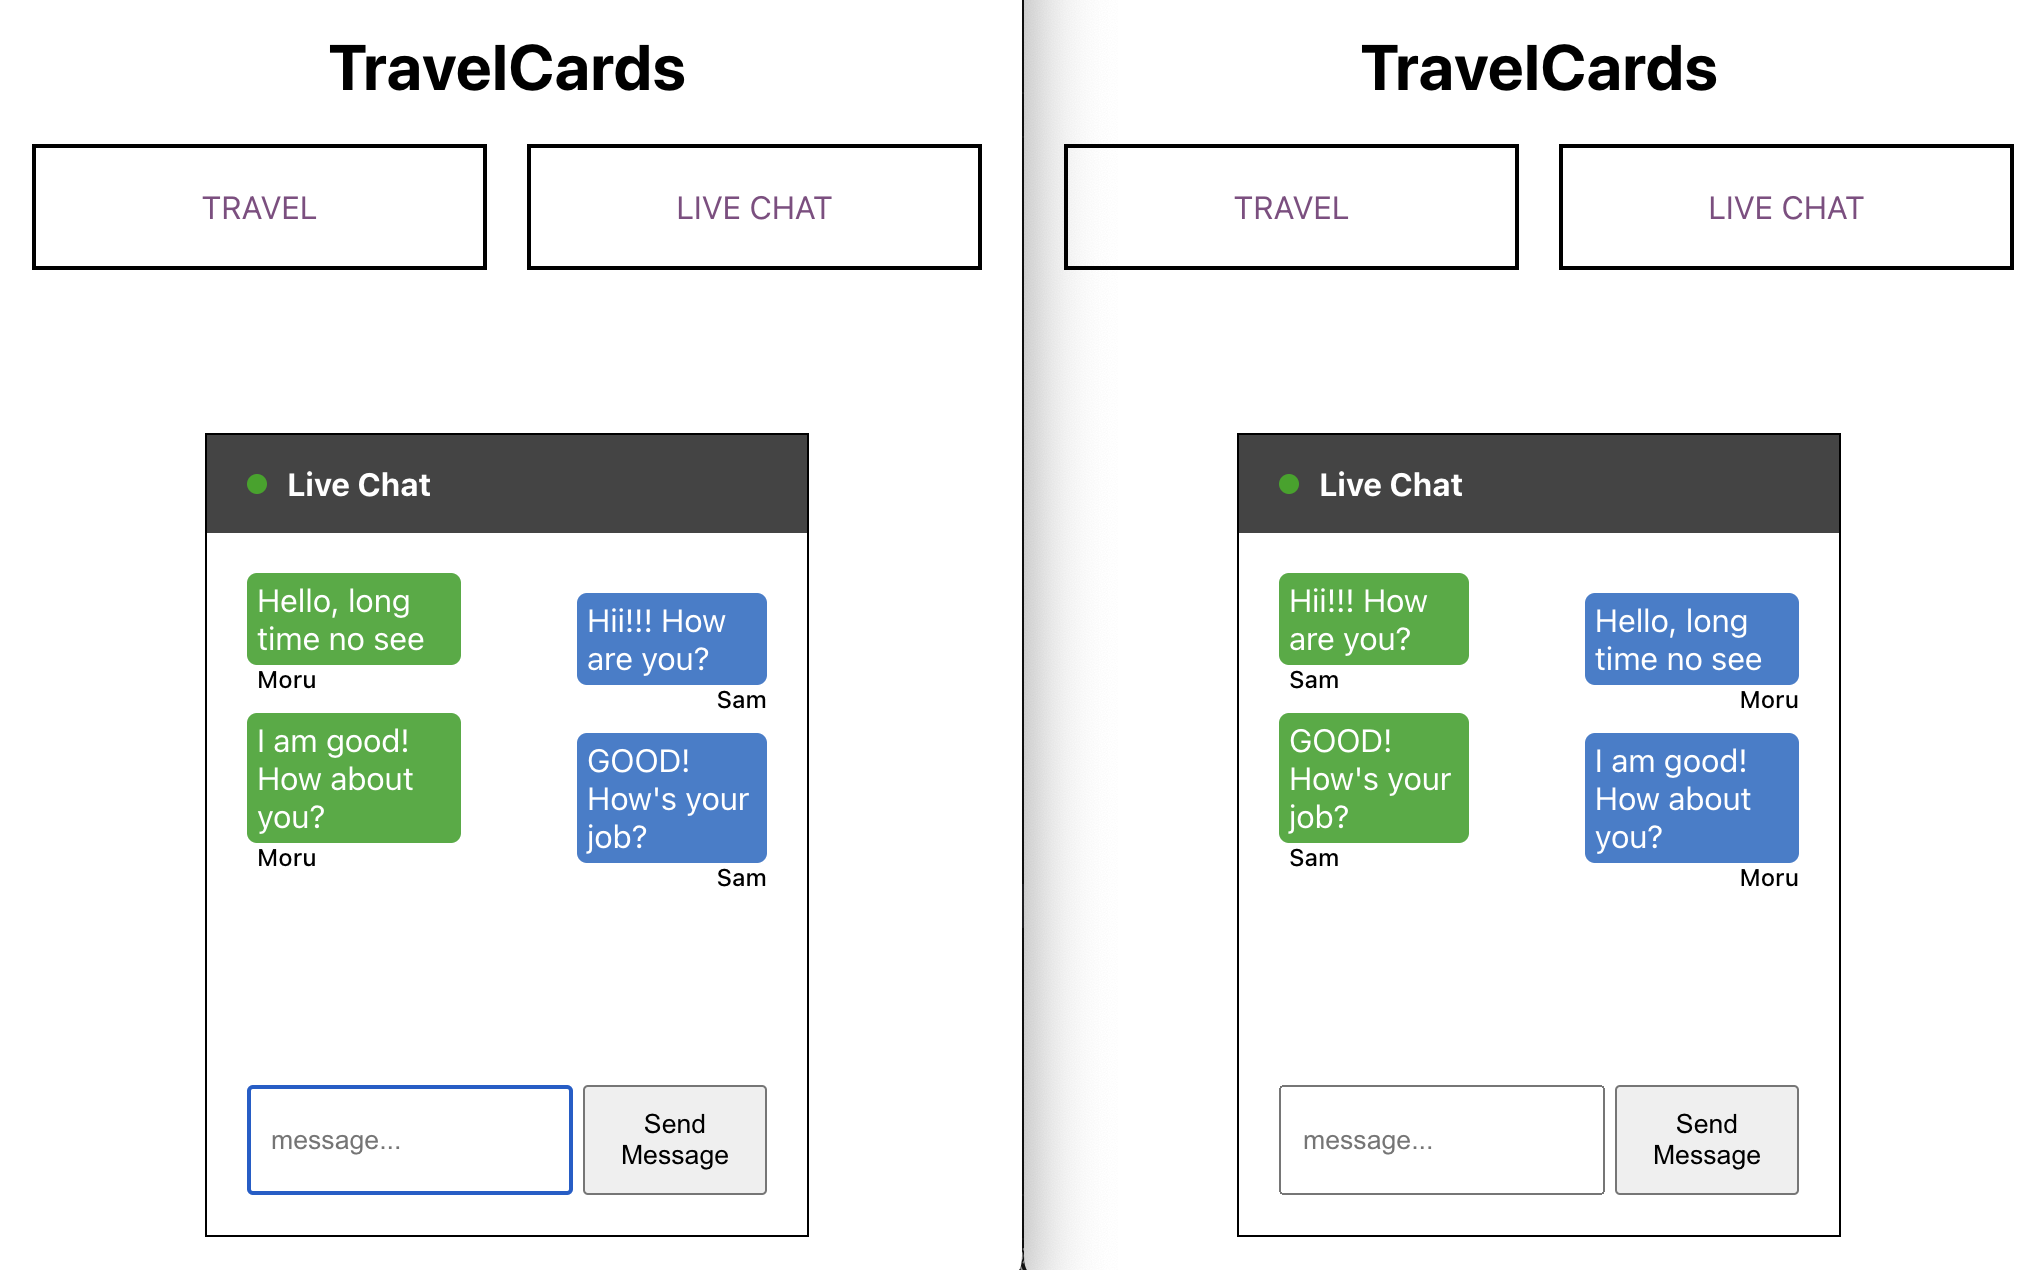 TravelCards
TRAVEL
LIVE CHAT
Live Chat
Hello, long
time no see
Moru
Hii!!! How
are you?
Sam
I am good!
How about
you?
Moru
GOOD!
How's your
job?
Sam
message...
Send
Message
TravelCards
TRAVEL
LIVE CHAT
Live Chat
Hii!!! How
are you?
Sam
Hello, long
time no see
Moru
GOOD!
How's your
job?
Sam
I am good!
How about
you?
Moru
message...
Send
Message